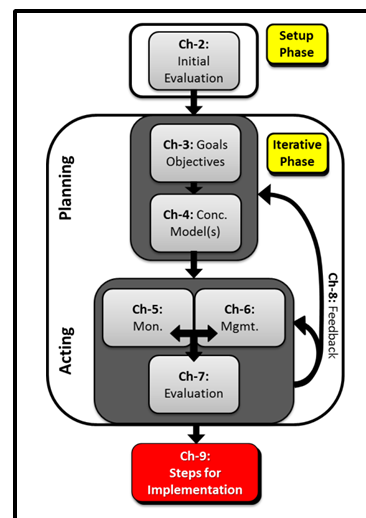 Ch-2:
Initial
Evaluation
Setup
Phase
Planning
Ch-3: Goals
Objectives
Iterative
Phase
Ch-4: Conc.
Model(s)
Acting
Ch-5:
Mon.
Ch-6:
Mgmt.
Ch-7:
Evaluation
Ch-8: Feedback
Ch-9:
Steps for
Implementation